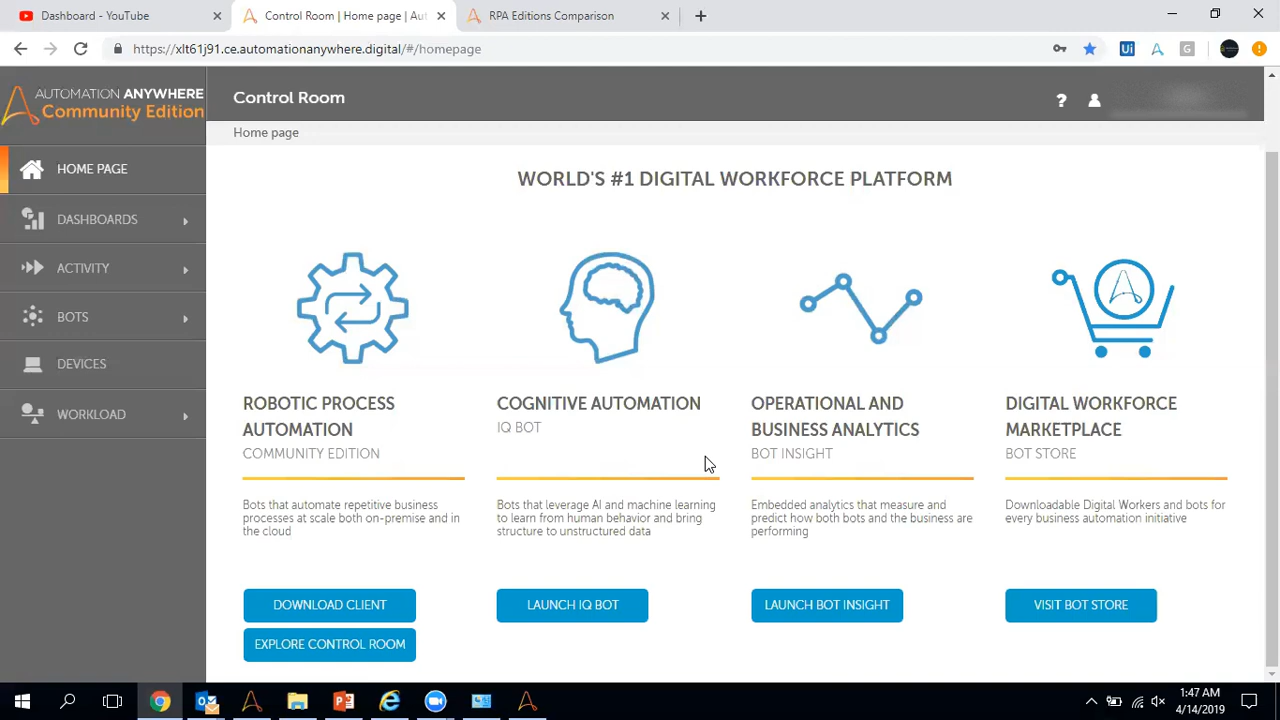 Dashboard - YouTube
Control Room | Home page | Aut
RPA Editions Comparison
https://xlt61j91.ce.automationanywhere.digital/#/homepage
AUTOMATION ANYWHERE
Community Edition
Control Room
Home page
HOME PAGE
DASHBOARDS
ACTIVITY
BOTS
DEVICES
WORKLOAD
WORLD'S #1 DIGITAL WORKFORCE PLATFORM
ROBOTIC PROCESS
AUTOMATION
COMMUNITY EDITION
Bots that automate repetitive business
processes at scale both on-premise and in
the cloud
DOWNLOAD CLIENT
EXPLORE CONTROL ROOM
COGNITIVE AUTOMATION
IQ BOT
Bots that leverage AI and machine learning
to learn from human behavior and bring
structure to unstructured data
LAUNCH IQ BOT
OPERATIONAL AND
BUSINESS ANALYTICS
BOT INSIGHT
Embedded analytics that measure and
predict how both bots and the business are
performing
LAUNCH BOT INSIGHT
DIGITAL WORKFORCE
MARKETPLACE
BOT STORE
Downloadable Digital Workers and bots for
every business automation initiative
VISIT BOT STORE
1:47 AM
4/14/2019